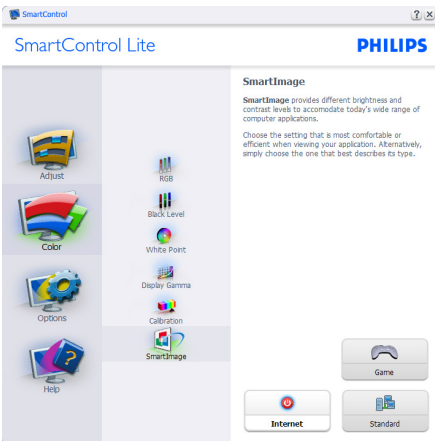 SmartControl
SmartControl Lite
PHILIPS
Adjust
Color
Options
Help
RGB
Black Level
White Point
Display Gamma
Calibration
SmartImage
SmartImage
SmartImage provides different brightness and
contrast levels to accomodate today's wide range of
computer applications.
Choose the setting that is most comfortable or
efficient when viewing your application. Alternatively,
simply choose the one that best describes its type.
Game
Internet
Standard